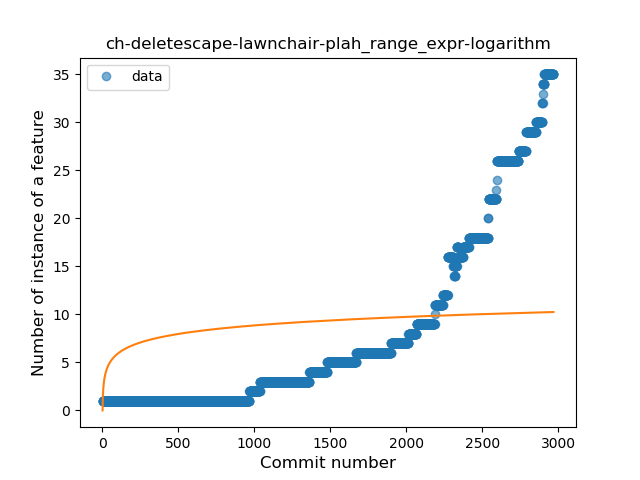 ch-deletescape-lawnchair-plah_range_expr-logarithm
data
Number of instance of a feature
35
30
25
20
15
10
5
0
0 500 1000 1500 2000 2500 3000
Commit number